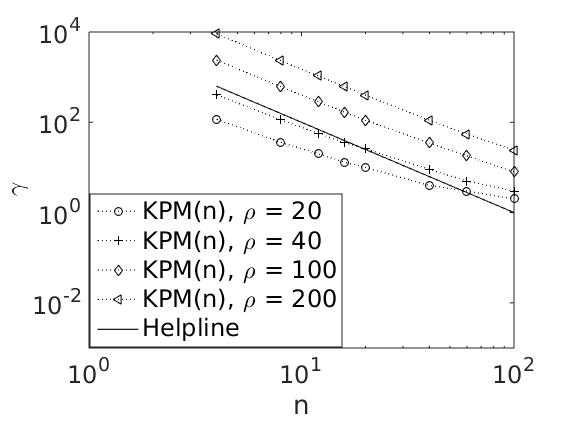 10^4
10^2
10^0
10^-2
γ
KPM(n), ρ = 20
KPM(n), ρ = 40
KPM(n), ρ = 100
KPM(n), ρ = 200
Helpline
10^0
10^1
10^2
n